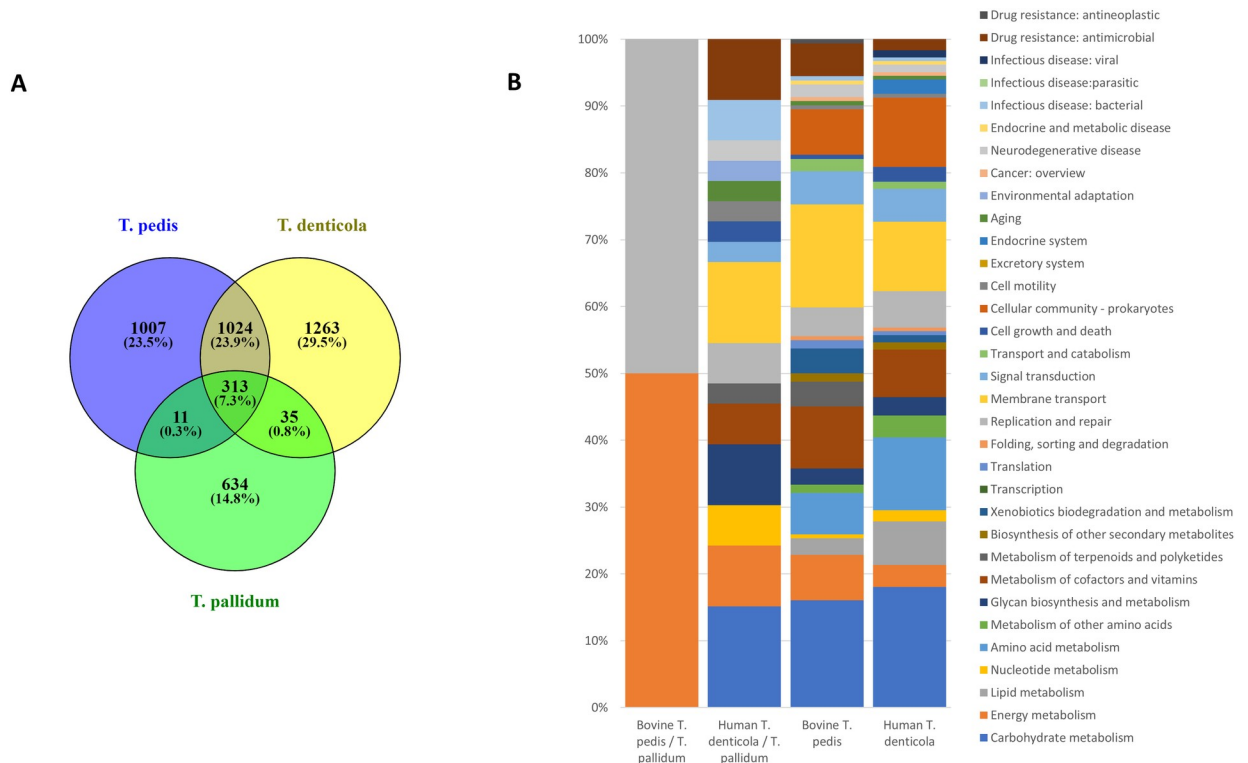 A
T. pedis
T. denticola
1007
(23.5%)
1024
(23.9%)
1263
(29.5%)
313
(7.3%)
11
(0.3%)
35
(0.8%)
634
(14.8%)
T. pallidum
B
100%
90%
80%
70%
60%
50%
40%
30%
20%
10%
0%
Bovine T.
pedis / T.
pallidum
Human T.
denticola / T.
pallidum
Bovine T.
pedis
Human T.
denticola
Drug resistance: antineoplastic
Drug resistance: antimicrobial
Infectious disease: viral
Infectious disease:parasitic
Infectious disease: bacterial
Endocrine and metabolic disease
Neurodegenerative disease
Cancer: overview
Environmental adaptation
Aging
Endocrine system
Excretory system
Cell motility
Cellular community - prokaryotes
Cell growth and death
Transport and catabolism
Signal transduction
Membrane transport
Replication and repair
Folding, sorting and degradation
Translation
Transcription
Xenobiotics biodegradation and metabolism
Biosynthesis of other secondary metabolites
Metabolism of terpenoids and polyketides
Metabolism of cofactors and vitamins
Glycan biosynthesis and metabolism
Metabolism of other amino acids
Amino acid metabolism
Nucleotide metabolism
Lipid metabolism
Energy metabolism
Carbohydrate metabolism